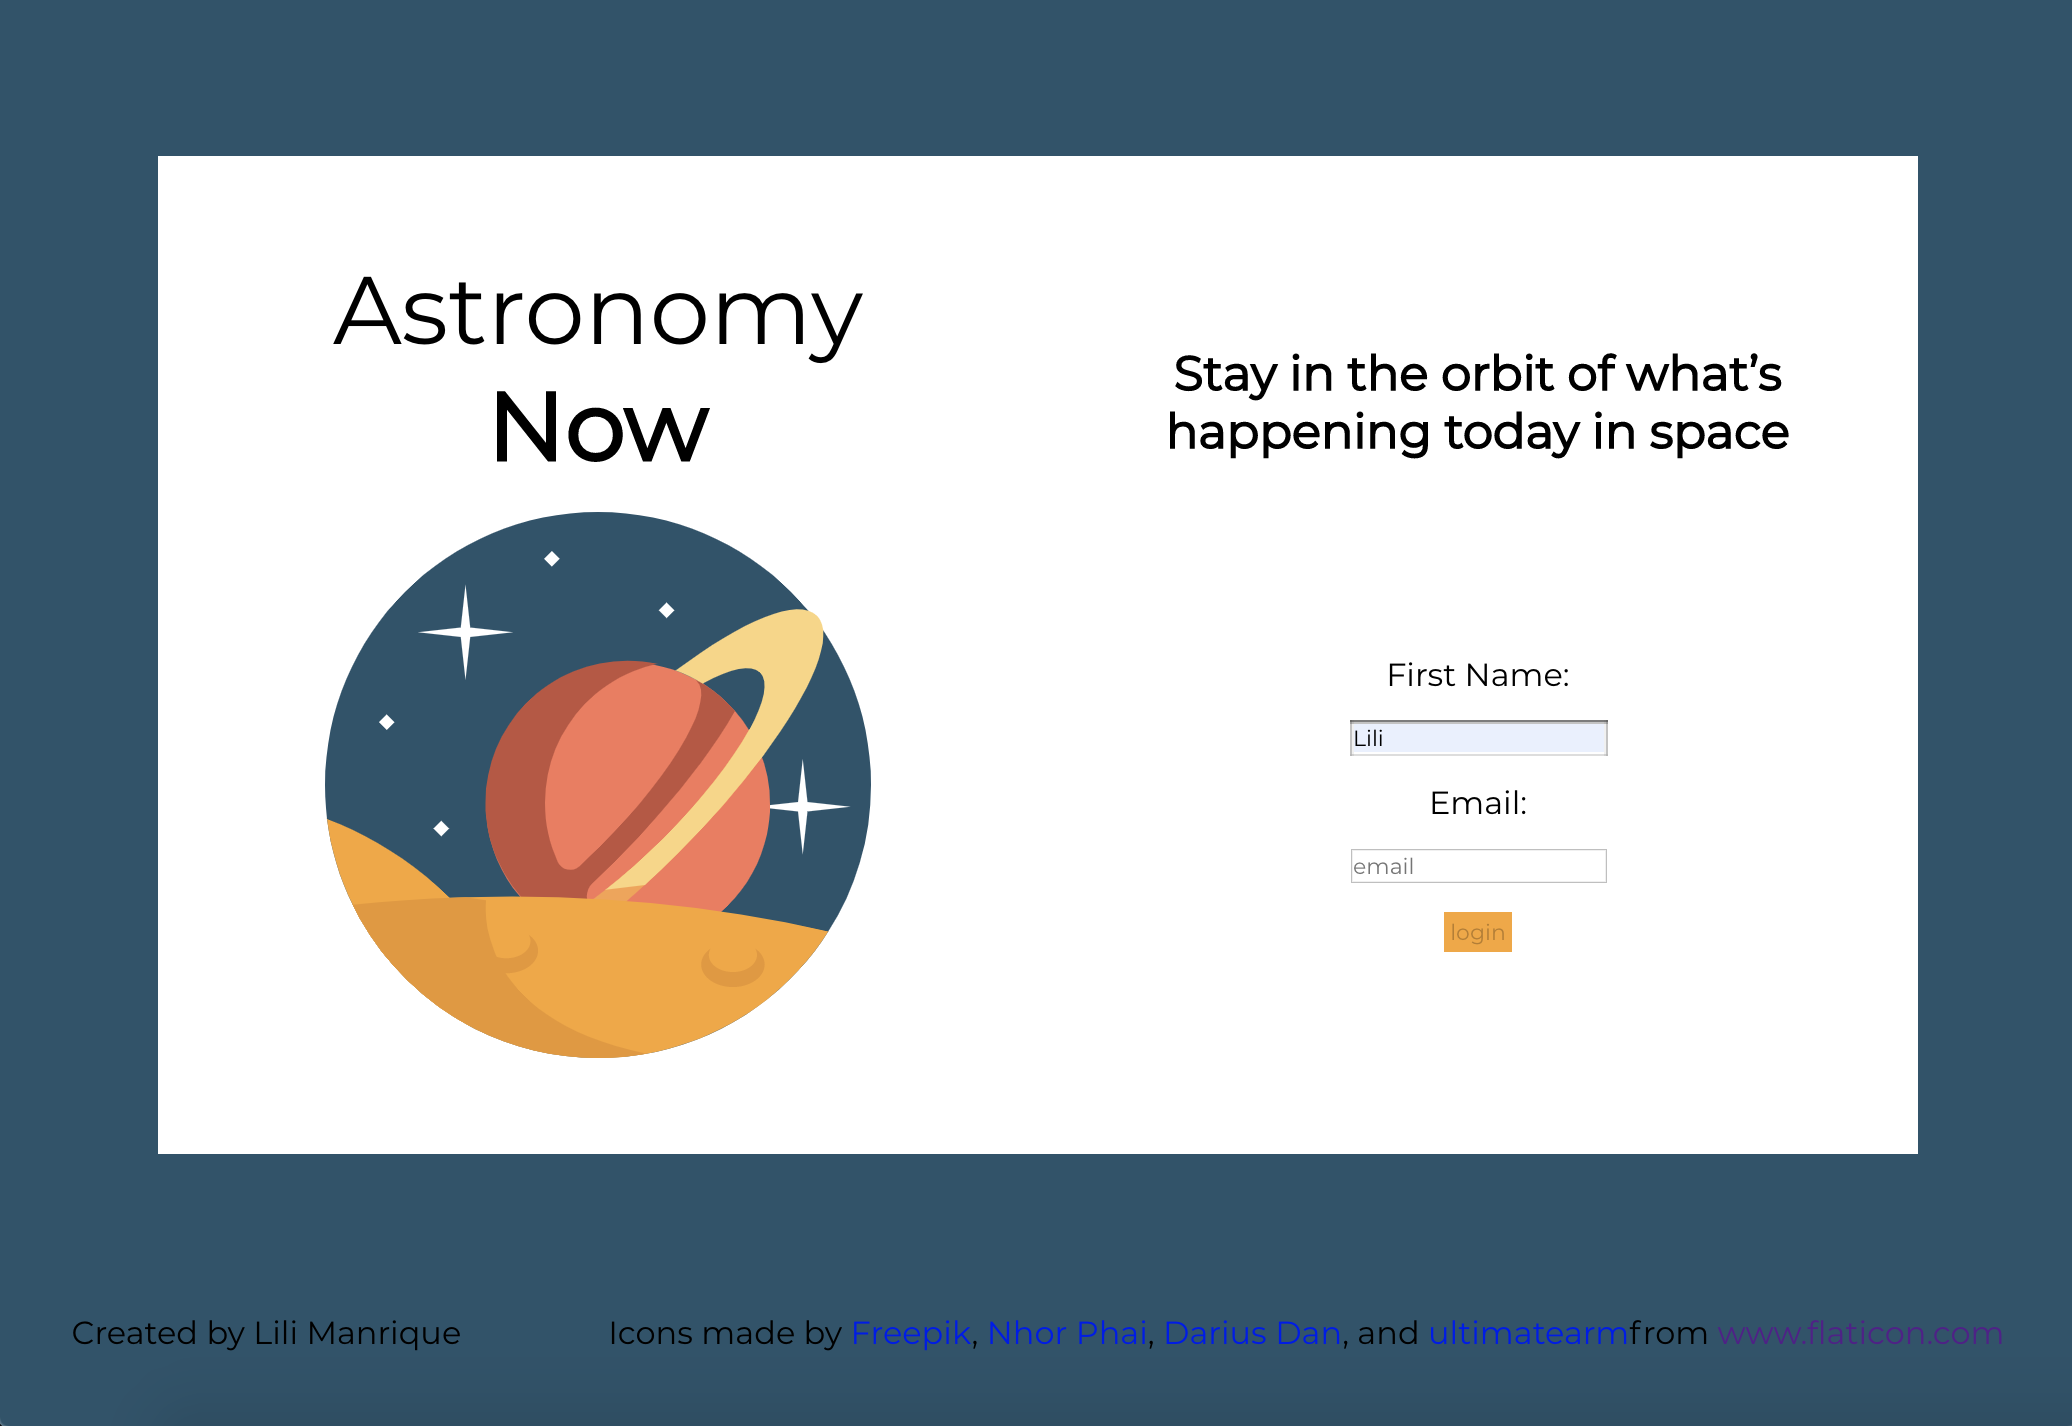 Astronomy
Now
Stay in the orbit of what’s
happening today in space
First Name:
Lili
Email:
email
login
Created by Lili Manrique
Icons made by Freepik, Nhor Phai, Darius Dan, and ultimatearmfrom www.flaticon.com